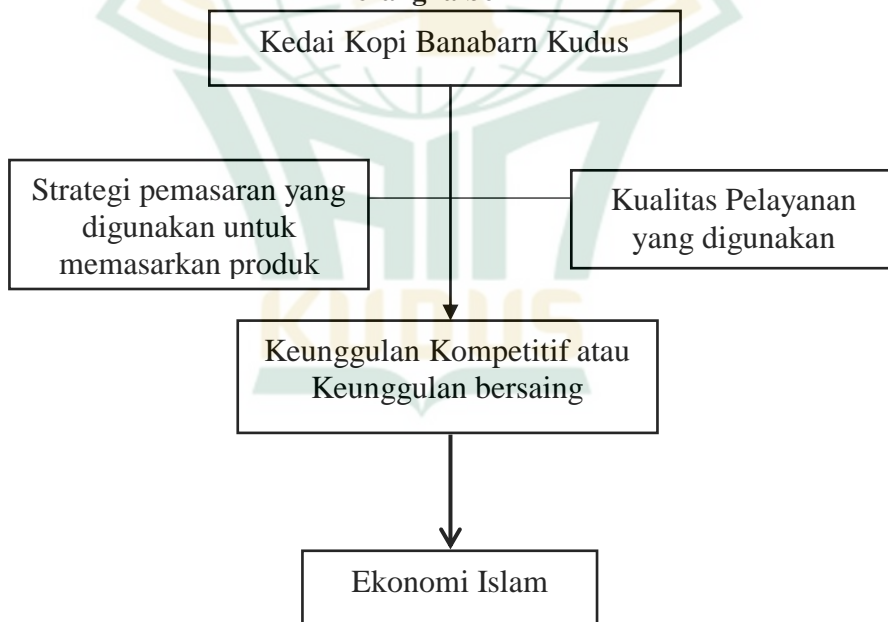 Kedai Kopi Banabarn Kudus
Strategi pemasaran yang
digunakan untuk
memasarkan produk
Kualitas Pelayanan
yang digunakan
KUDUS
Keunggulan Kompetitif atau
Keunggulan bersaing
Ekonomi Islam